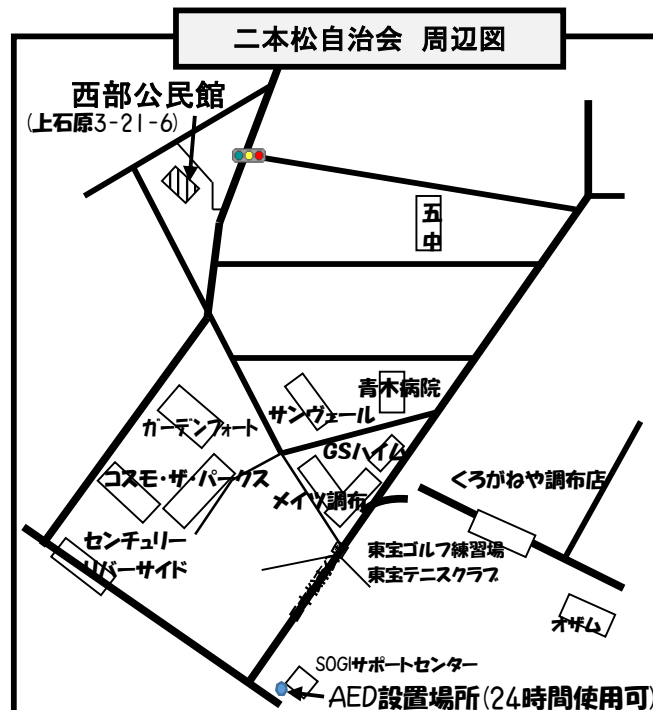 二本松自治会 周辺図
西部公民館
(上石原3-21-6)
五中
青木病院
サンヴェール
ガーデンフォート
GSハイム
コスモ・ザ・パークス
メイツ調布
くろがねや調布店
センチュリー
リバーサイド
東宝ゴルフ練習場
東宝テニスクラブ
オザム
SOGIサポートセンター
AED設置場所(24時間使用可)